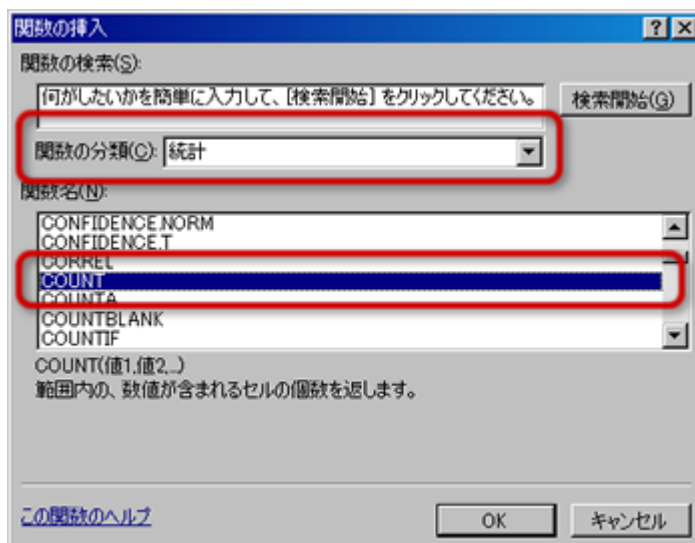 関数の挿入
関数の検索(S):
何がしたいかを簡単に入力して、[検索開始] をクリックしてください。
検索開始(G)
関数の分類(C): 統計
関数名(N):
CONFIDENCE.NORM
CONFIDENCE.T
CORREL
COUNT
COUNTA
COUNTBLANK
COUNTIF
COUNT(値1,値2,...)
範囲内の、数値が含まれるセルの個数を返します。
この関数のヘルプ
OK
キャンセル